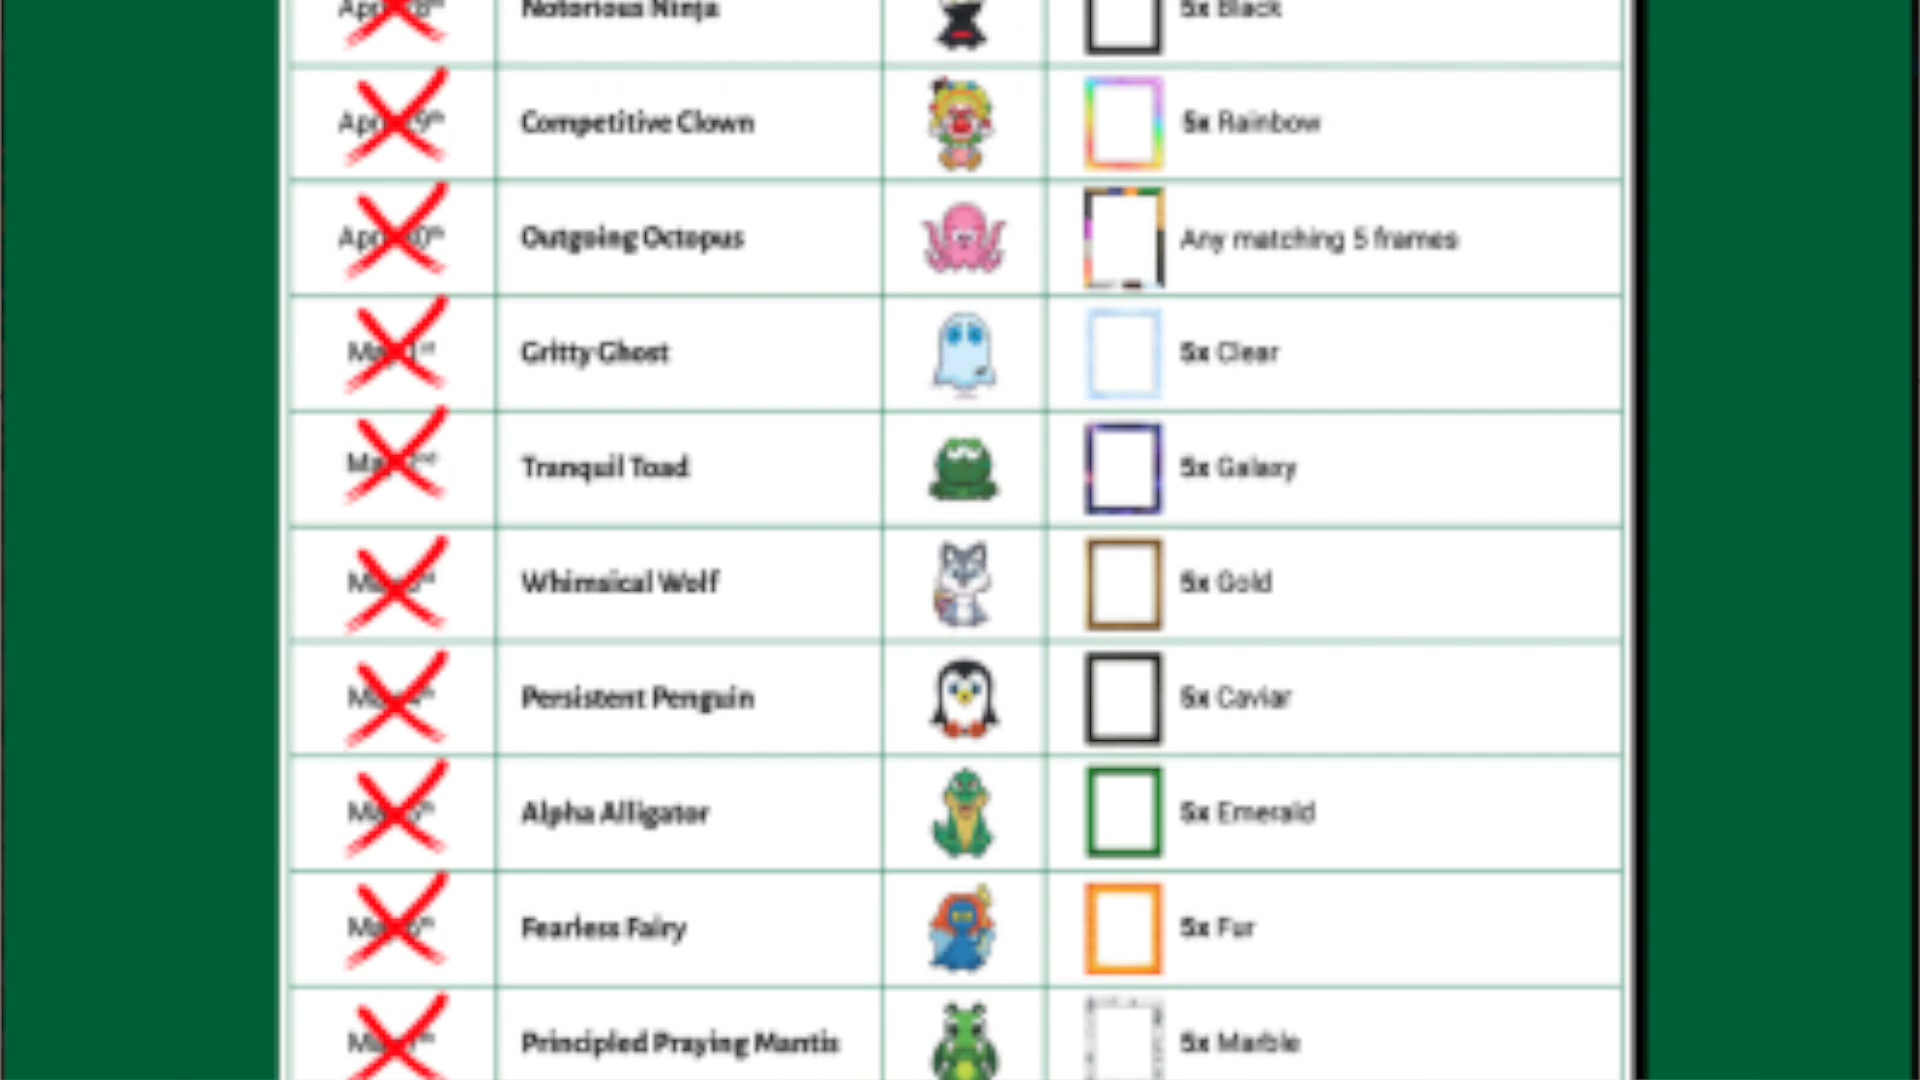 Notorious Ninja
5x Black
Competitive Clown
5x Rainbow
Outgoing Octopus
Any matching 5 frames
Gritty Ghost
5x Clear
Tranquil Toad
5x Galaxy
Whimsical Wolf
5x Gold
Persistent Penguin
5x Caviar
Alpha Alligator
5x Emerald
Fearless Fairy
5x Fur
Principled Praying Mantis
5x Marble